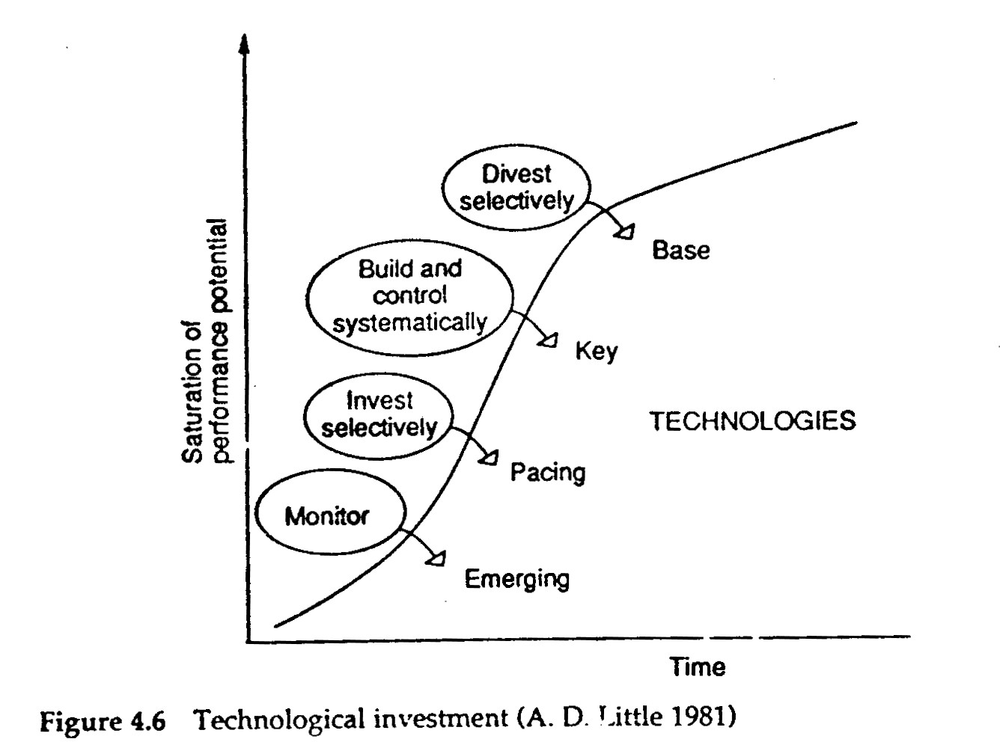 Divest
selectively
Base
Build and
control
systematically
Key
Saturation of
performance potential
Invest
selectively
TECHNOLOGIES
Pacing
Monitor
Emerging
Time
Figure 4.6 Technological investment (A. D. Little 1981)